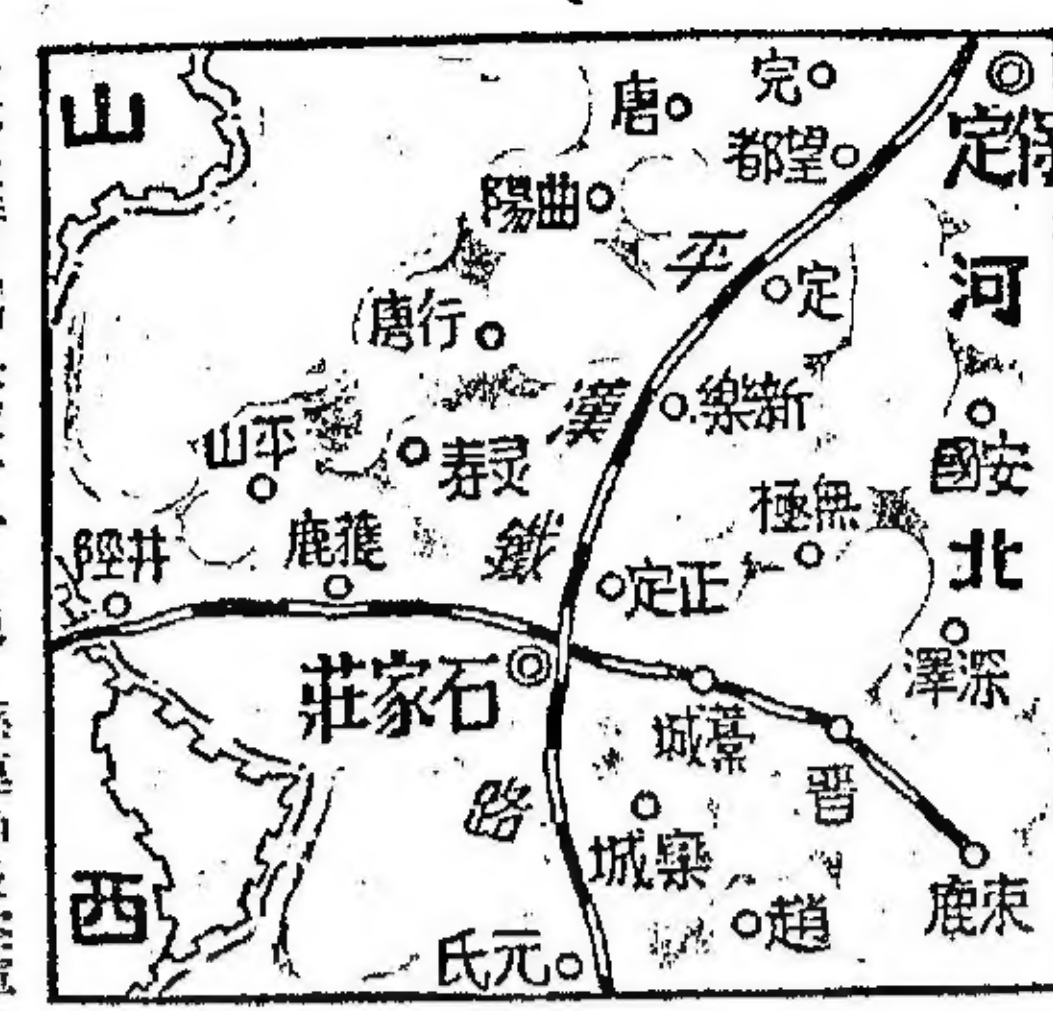 山西
河北
保定
完
唐
望都
曲陽
定
行唐
新樂
安國
平山
灵寿
無極
井陘
獲鹿
正定
深澤
石家莊
藁城
晋
欒城
趙
束鹿
元氏
平漢鐵路